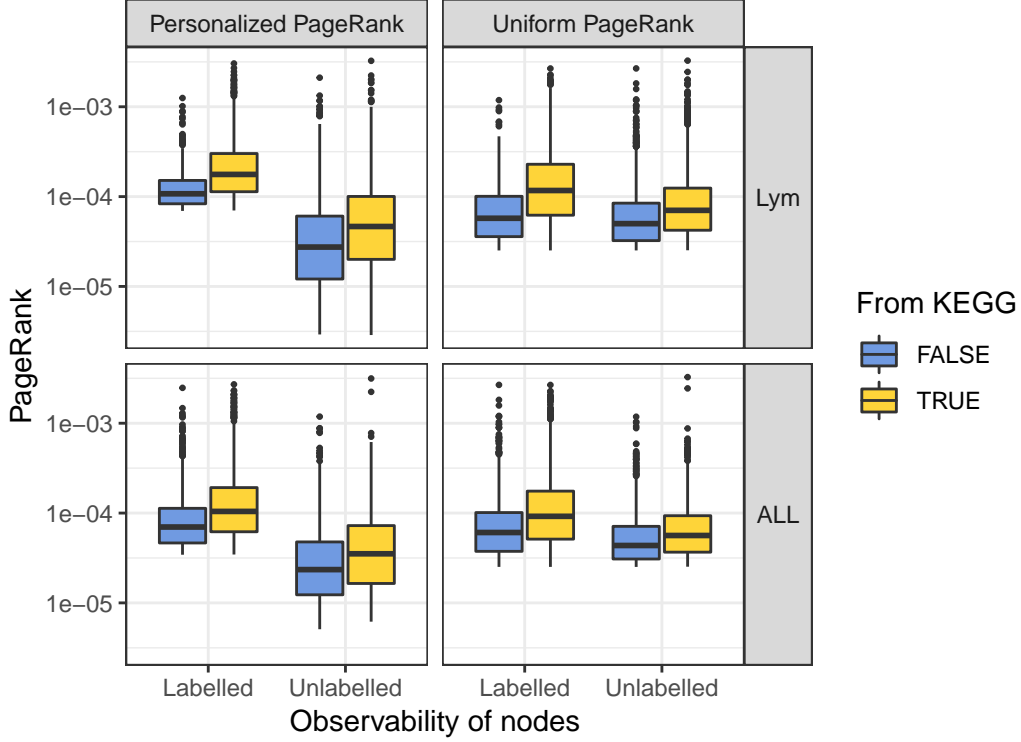 Personalized PageRank
Uniform PageRank
PageRank
1e−03
1e−04
1e−05
Lym
1e−03
1e−04
1e−05
ALL
Labelled
Unlabelled
Labelled
Unlabelled
Observability of nodes
From KEGG
FALSE
TRUE